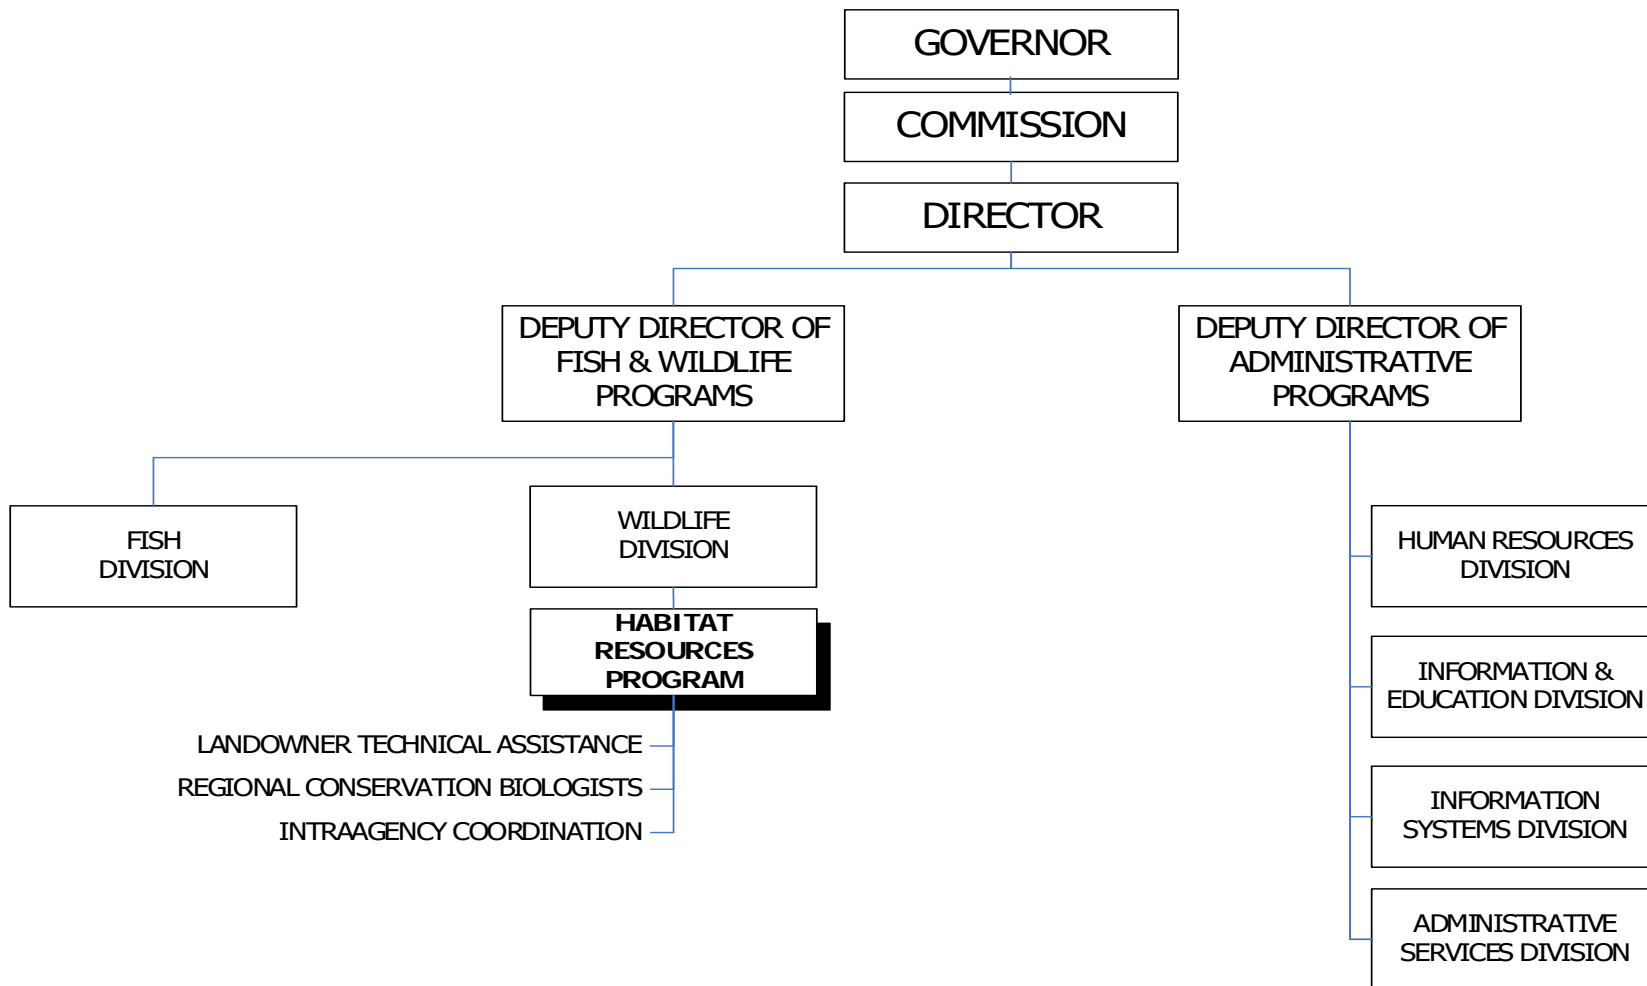 GOVERNOR
COMMISSION
DIRECTOR
DEPUTY DIRECTOR OF
FISH & WILDLIFE
PROGRAMS
DEPUTY DIRECTOR OF
ADMINISTRATIVE
PROGRAMS
FISH
DIVISION
WILDLIFE
DIVISION
HABITAT
RESOURCES
PROGRAM
LANDOWNER TECHNICAL ASSISTANCE
REGIONAL CONSERVATION BIOLOGISTS
INTRAAGENCY COORDINATION
HUMAN RESOURCES
DIVISION
INFORMATION &
EDUCATION DIVISION
INFORMATION
SYSTEMS DIVISION
ADMINISTRATIVE
SERVICES DIVISION